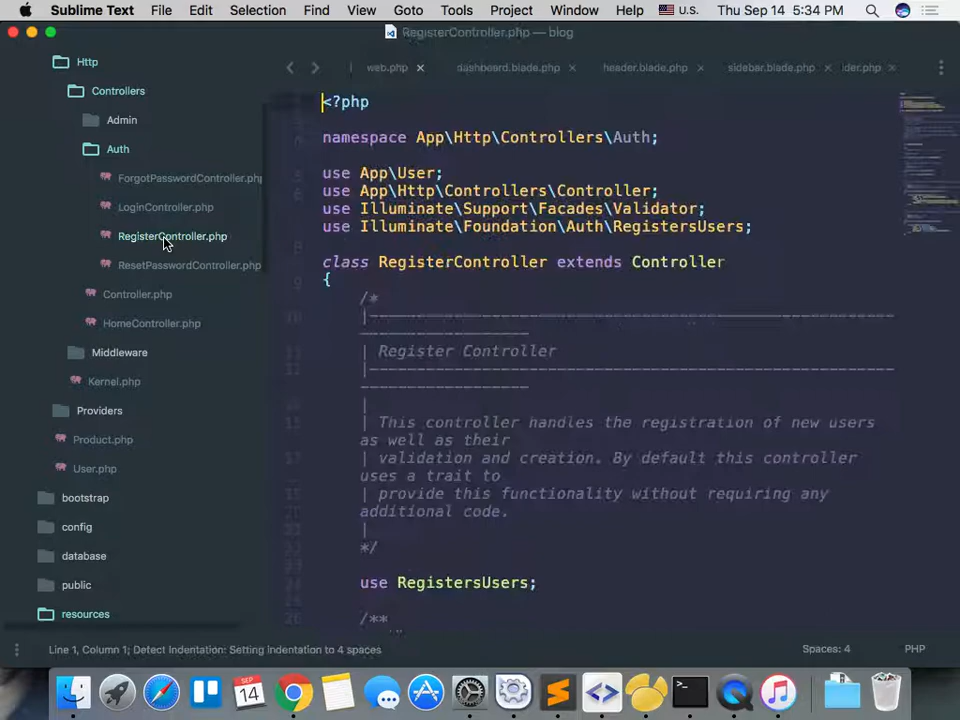 Sublime Text File Edit Selection Find View Goto Tools Project Window Help U.S. Thu Sep 14 5:34 PM
RegisterController.php — blog
Http
Controllers
Admin
Auth
ForgotPasswordController.php
LoginController.php
RegisterController.php
ResetPasswordController.php
Controller.php
HomeController.php
Middleware
Kernel.php
Providers
Product.php
User.php
bootstrap
config
database
public
resources
web.php × dashboard.blade.php × header.blade.php × sidebar.blade.php × ider.php ×
<?php
namespace App\Http\Controllers\Auth;
use App\User;
use App\Http\Controllers\Controller;
use Illuminate\Support\Facades\Validator;
use Illuminate\Foundation\Auth\RegistersUsers;
class RegisterController extends Controller
{
/*
|--------------------------------------------------------
------------------
| Register Controller
|--------------------------------------------------------
------------------
|
| This controller handles the registration of new users
as well as their
| validation and creation. By default this controller
uses a trait to
| provide this functionality without requiring any
additional code.
|
*/
use RegistersUsers;
/**
Line 1, Column 1; Detect Indentation: Setting indentation to 4 spaces Spaces: 4 PHP
SEP
14